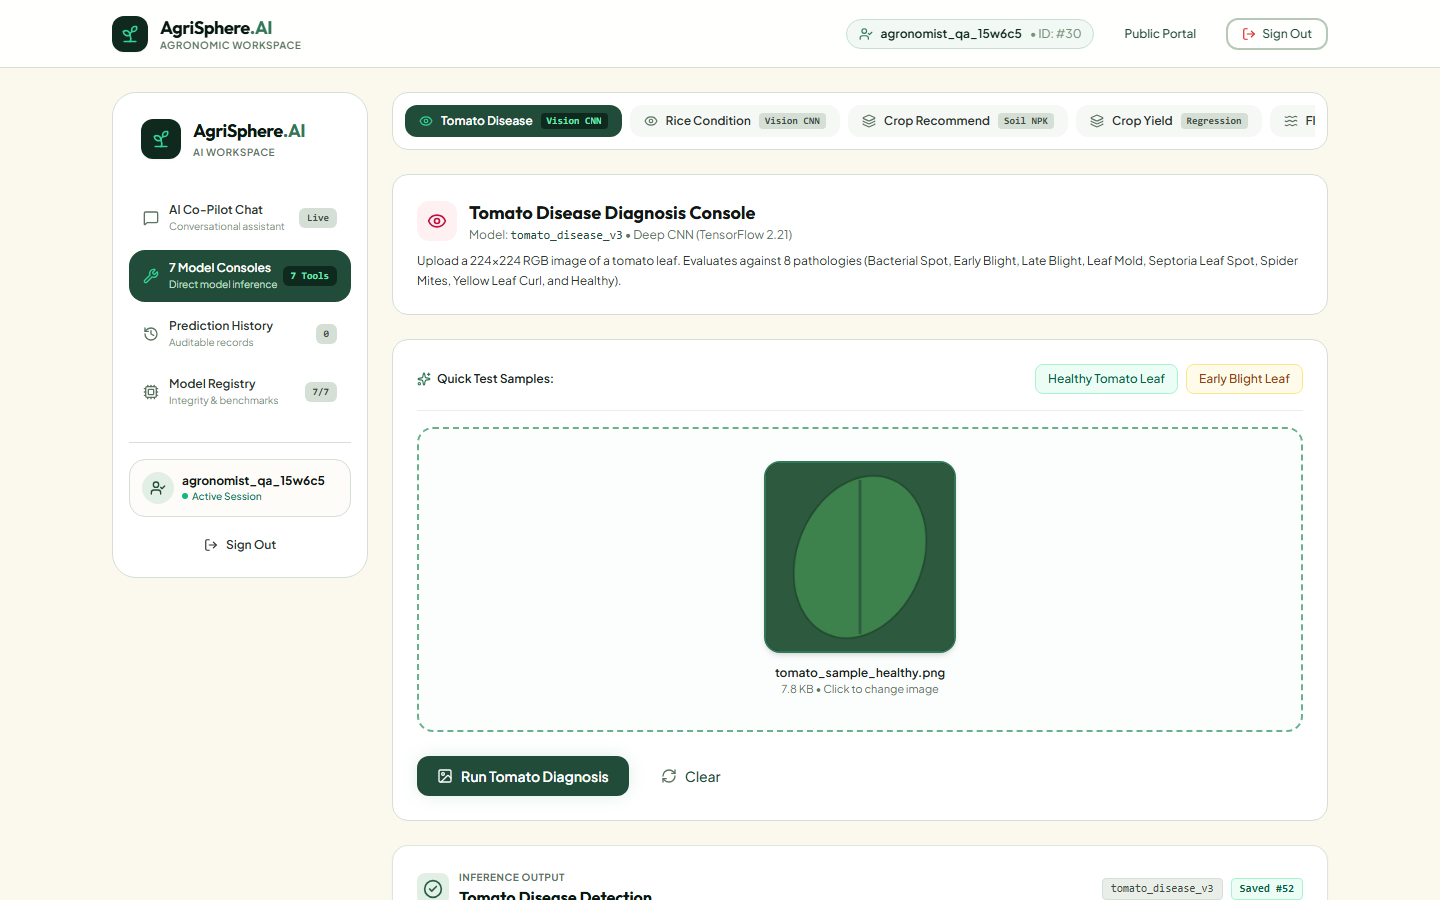 AgriSphere.AI
AGRONOMIC WORKSPACE
agronomist_qa_15w6c5 • ID: #30
Public Portal
Sign Out
AgriSphere.AI
AI WORKSPACE
AI Co-Pilot Chat
Conversational assistant
Live
7 Model Consoles
Direct model inference
7 Tools
Prediction History
Auditable records
0
Model Registry
Integrity & benchmarks
7/7
agronomist_qa_15w6c5
Active Session
Sign Out
Tomato Disease Vision CNN
Rice Condition Vision CNN
Crop Recommend Soil NPK
Crop Yield Regression
Tomato Disease Diagnosis Console
Model: tomato_disease_v3 • Deep CNN (TensorFlow 2.21)
Upload a 224x224 RGB image of a tomato leaf. Evaluates against 8 pathologies (Bacterial Spot, Early Blight, Late Blight, Leaf Mold, Septoria Leaf Spot, Spider
Mites, Yellow Leaf Curl, and Healthy).
Quick Test Samples:
Healthy Tomato Leaf
Early Blight Leaf
tomato_sample_healthy.png
7.8 KB • Click to change image
Run Tomato Diagnosis
Clear
INFERENCE OUTPUT
Tomato Disease Detection
tomato_disease_v3
Saved #52